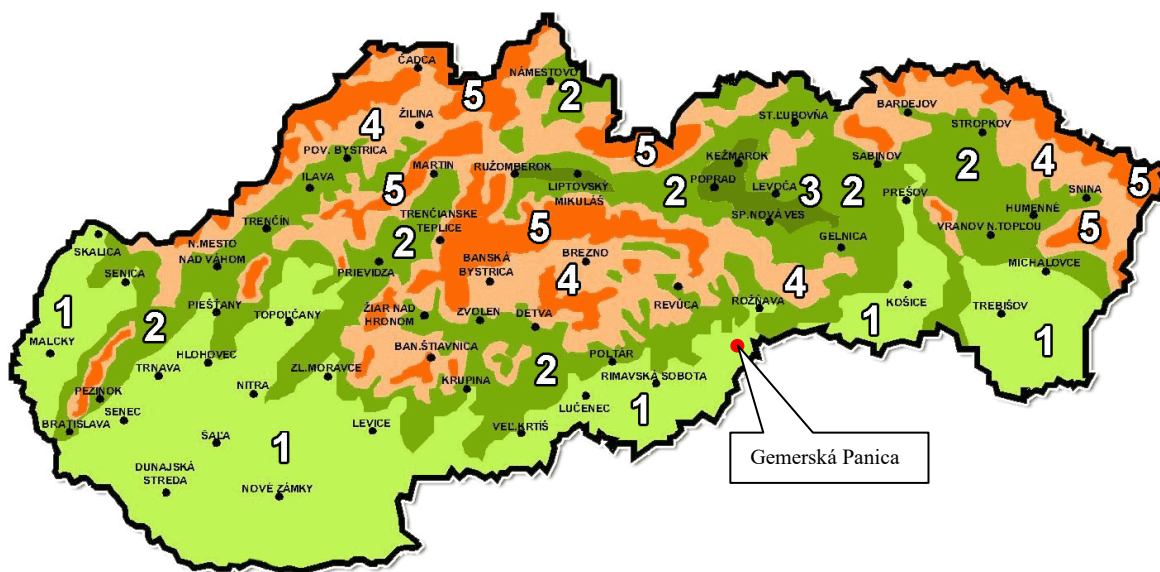 ČADCA
NÁMESTOVO
5
2
BARDEJOV
4
ŽILINA
ST.ĽUBOVŇA
STROPKOV
POV. BYSTRICA
5
KEŽMAROK
SABINOV
2
4
ILAVA
5
MARTIN
RUŽOMBEROK
LIPTOVSKÝ
MIKULÁŠ
2
POPRAD
LEVOČA
3
2
PREŠOV
SNINA
5
TRENČÍN
TRENČIANSKE
TEPLICE
5
SP.NOVÁ VES
HUMENNÉ
5
SKALICA
N.MESTO
NAD VÁHOM
2
PRIEVIDZA
BANSKÁ
BYSTRICA
BREZNO
4
GELNICA
VRANOV N.TOPĽOU
SENICA
MICHALOVCE
1
PIEŠŤANY
TOPOĽČANY
ŽIAR NAD
HRONOM
ZVOLEN
DETVA
REVÚCA
4
ROŽŇAVA
KOŠICE
TREBIŠOV
2
1
1
MALCKY
HLOHOVEC
BAN.ŠTIAVNICA
2
POLTÁR
TRNAVA
ZL.MORAVCE
RIMAVSKÁ SOBOTA
PEZINOK
NITRA
KRUPINA
LUČENEC
1
SENEC
BRATISLAVA
ŠAĽA
1
LEVICE
VEĽ.KRTÍŠ
Gemerská Panica
DUNAJSKÁ
STREDA
NOVÉ ZÁMKY